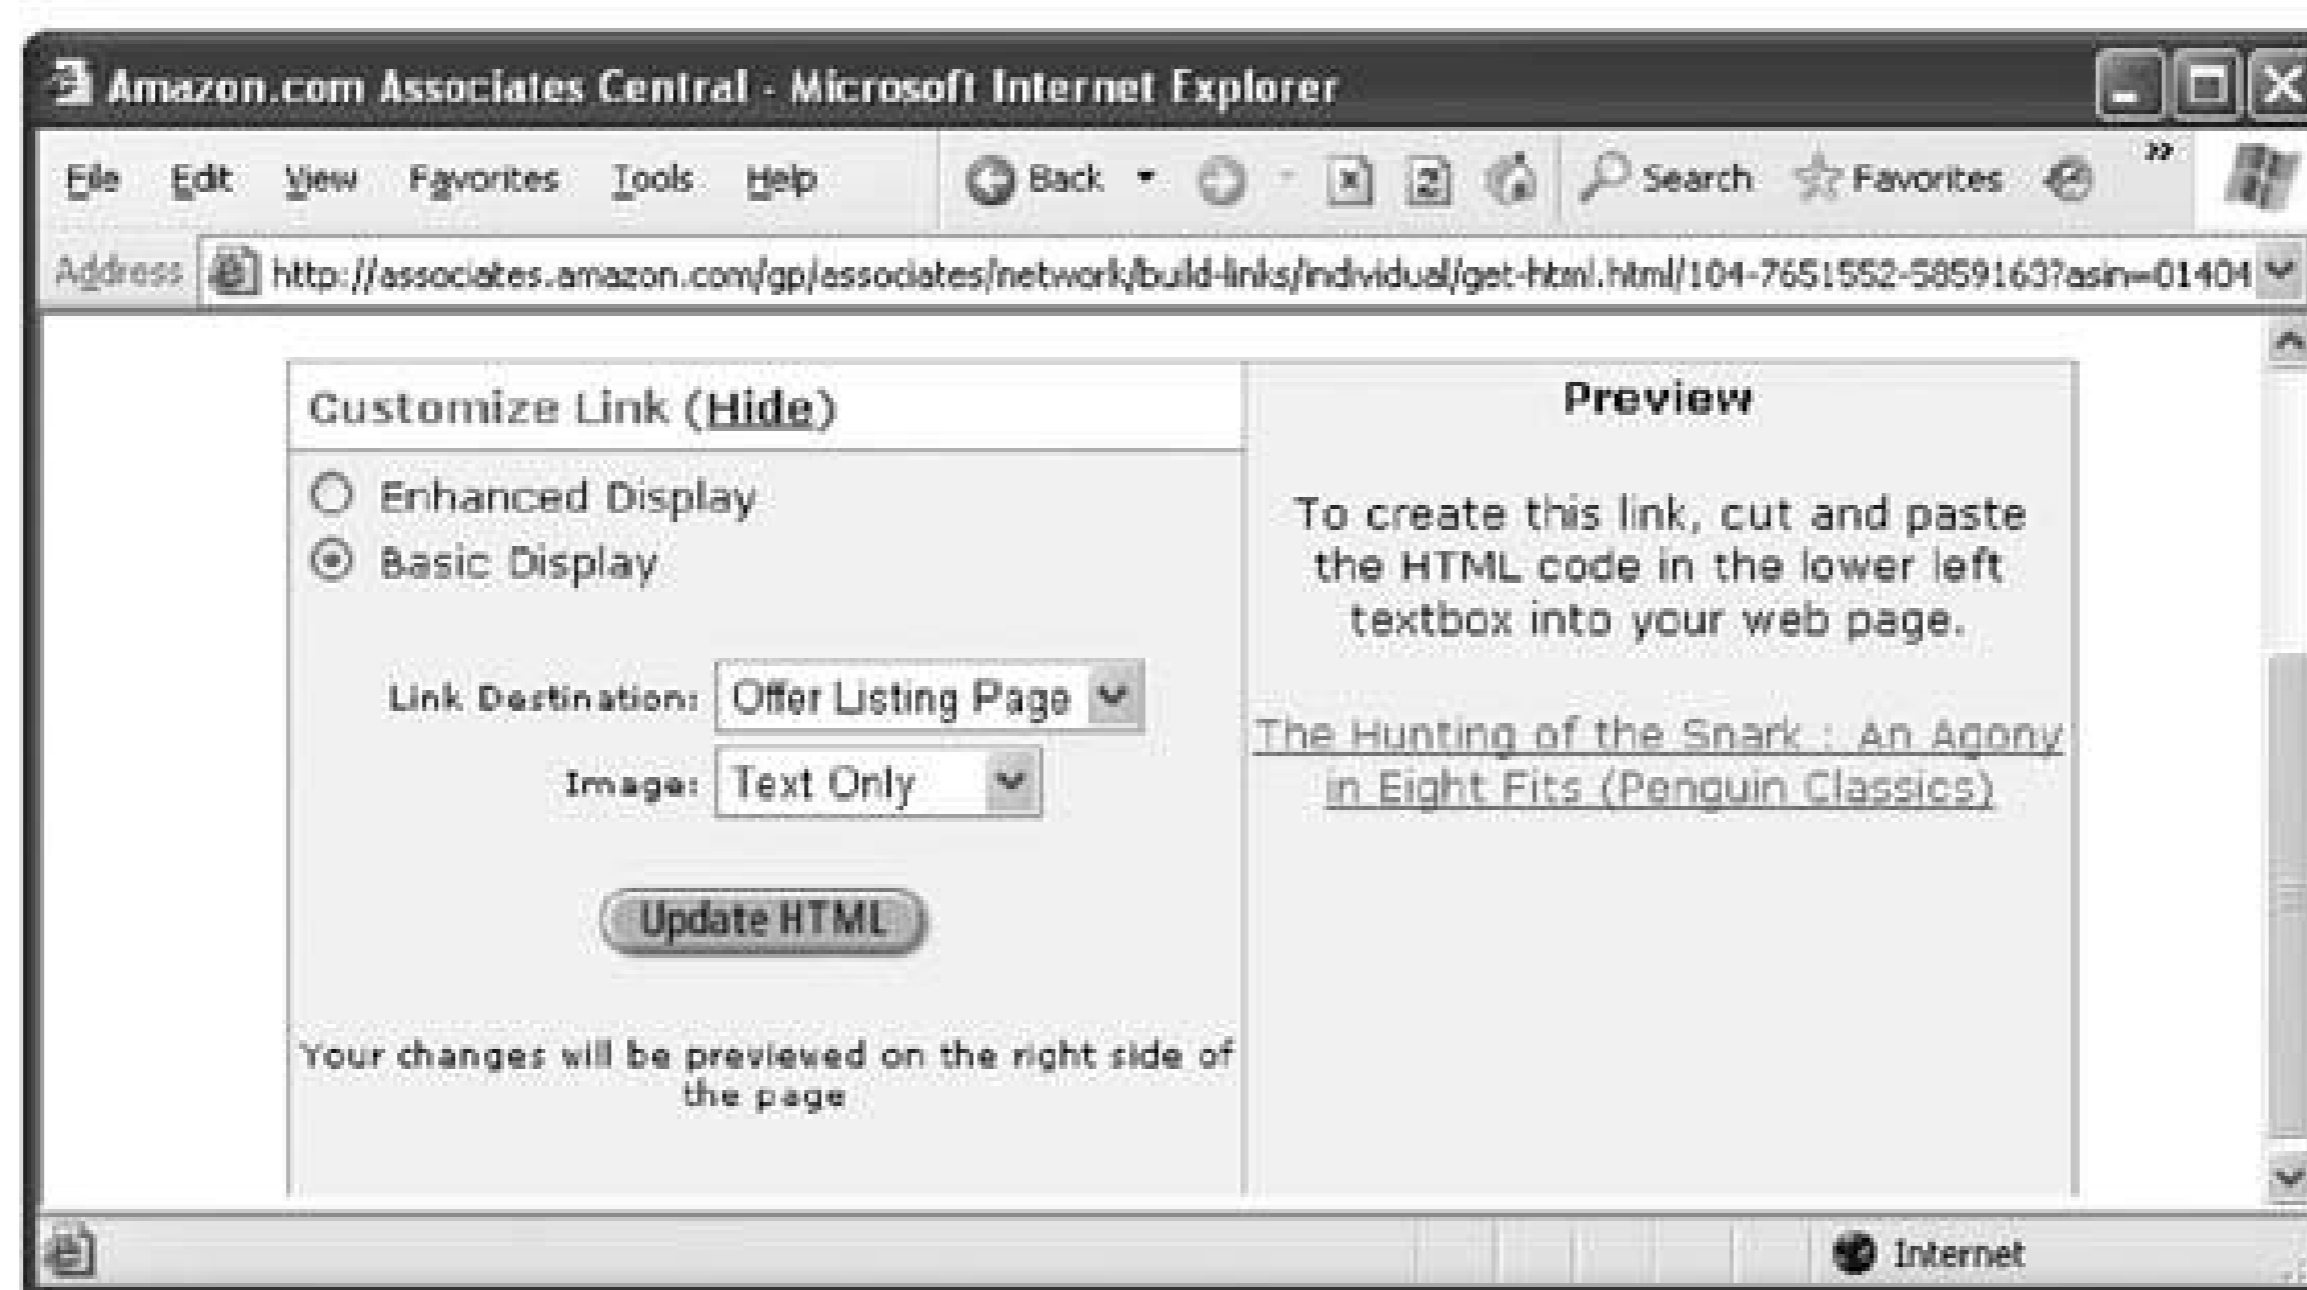 Amazon.com Associates Central - Microsoft Internet Explorer
File Edit View Favorites Tools Help Back Search Favorites »
Address http://associates.amazon.com/gp/associates/network/build-links/individual/get-html.html/104-7651552-5859163?asin=01404
Customize Link (Hide)
Enhanced Display
Basic Display
Link Destination: Offer Listing Page
Image: Text Only
Update HTML
Your changes will be previewed on the right side of
the page
Preview
To create this link, cut and paste
the HTML code in the lower left
textbox into your web page.
The Hunting of the Snark : An Agony
in Eight Fits (Penguin Classics)
Internet